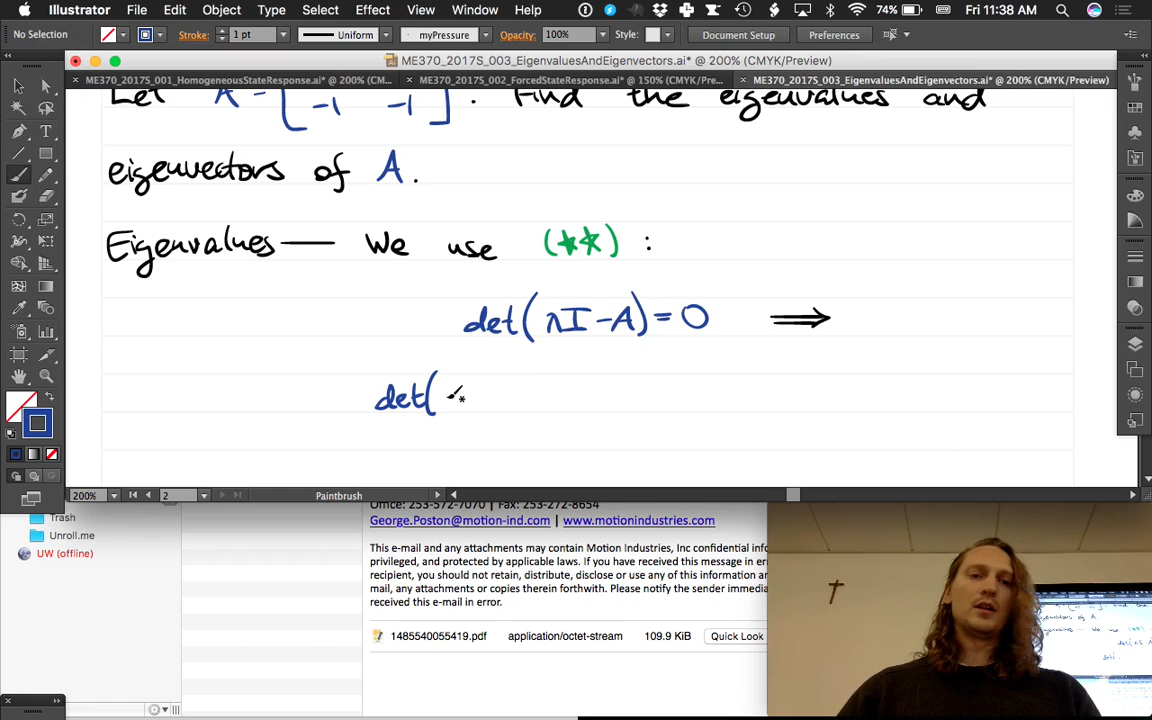 Illustrator File Edit Object Type Select Effect View Window Help 74% Fri 11:38 AM
No Selection Stroke: 1 pt Uniform myPressure Opacity: 100% Style: Document Setup Preferences
ME370_2017S_003_EigenvaluesAndEigenvectors.ai* @ 200% (CMYK/Preview)
ME370_2017S_001_HomogeneousStateResponse.ai* @ 200% (CM... ME370_2017S_002_ForcedStateResponse.ai* @ 150% (CMYK/Pre... ME370_2017S_003_EigenvaluesAndEigenvectors.ai* @ 200% (CMYK/Preview)
Let A = [ -1 -1 ]. Find the eigenvalues and
eigenvectors of A.
Eigenvalues— We use (**) :
det(λI-A)=0 ⟹
det(
200% 2 Paintbrush
Trash
Unroll.me
UW (offline)
Office: 253-572-7070 | Fax: 253-272-8654
George.Poston@motion-ind.com | www.motionindustries.com
This e-mail and any attachments may contain Motion Industries, Inc confidential
privileged, and protected by applicable laws. If you have received this message in
recipient, you should not retain, distribute, disclose or use any of this information
mail, any attachments or copies therein forthwith. Please notify the sender
received this e-mail in error.
1485540055419.pdf application/octet-stream 109.9 KiB Quick Look